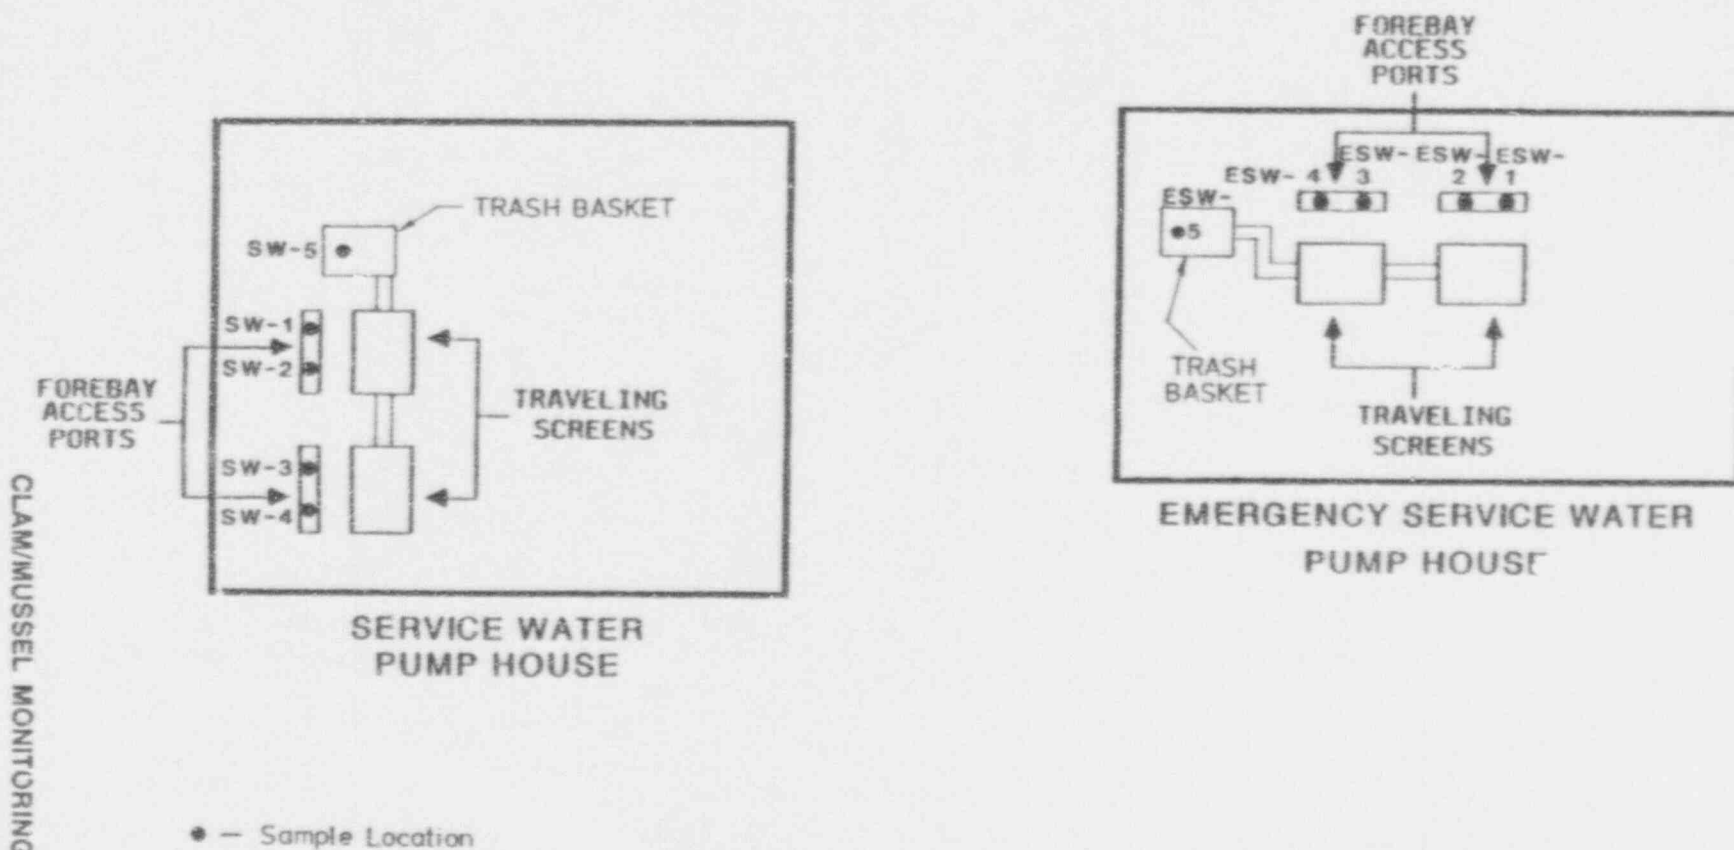 FOREBAY
ACCESS
PORTS
ESW- ESW- ESW-
ESW- 4 3 2 1
ESW-
5
TRASH
BASKET
TRAVELING
SCREENS
EMERGENCY SERVICE WATER
PUMP HOUSE
TRASH BASKET
SW-5
SW-1
SW-2
FOREBAY
ACCESS
PORTS
TRAVELING
SCREENS
SW-3
SW-4
SERVICE WATER
PUMP HOUSE
CLAM/MUSSEL MONITORING
— Sample Location